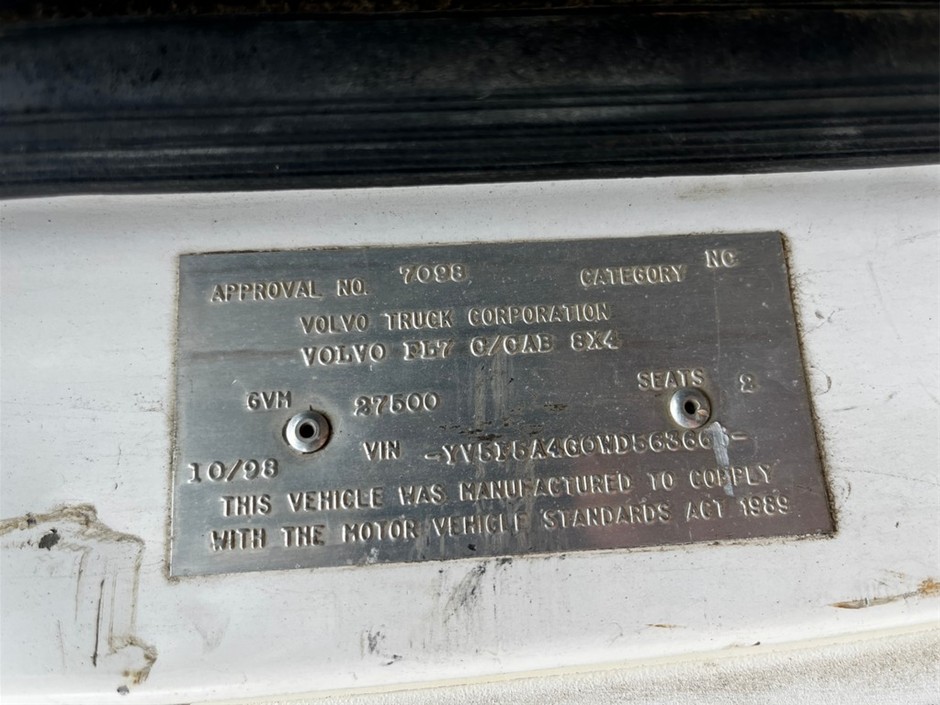 APPROVAL NO. 7098 CATEGORY NC
VOLVO TRUCK CORPORATION
VOLVO FL7 C/CAB 8X4
SEATS 2
GVM 27500
VIN
10/98
THIS VEHICLE WAS MANUFACTURED TO COMPLY
WITH THE MOTOR VEHICLE STANDARDS ACT 1989